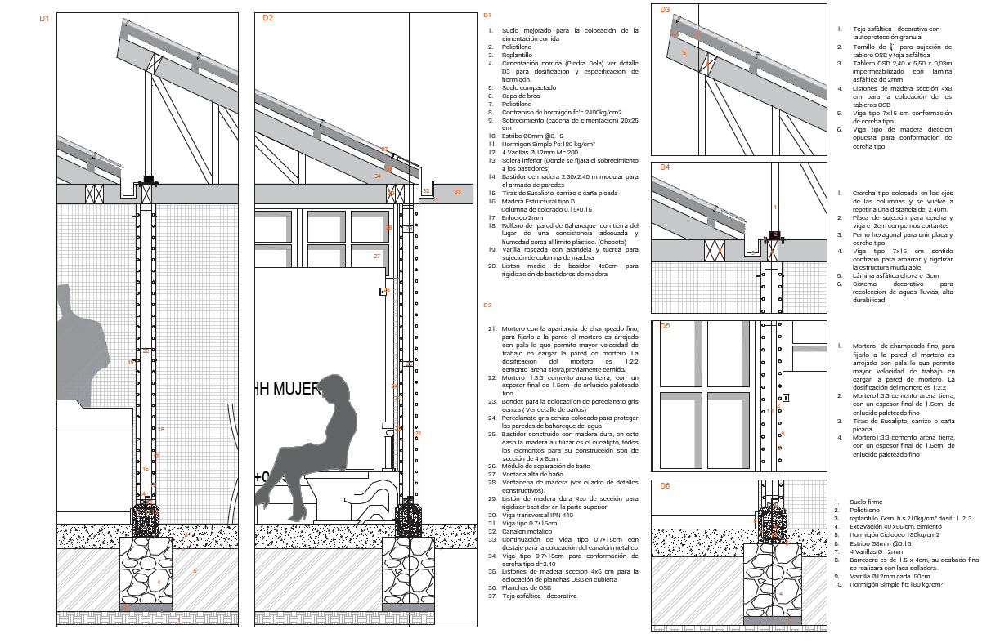 D1
D2
HH MUJER
D1
1. Suelo mejorado para la colocación de la
cimentación corrida
2. Polietileno
3. Replantillo
4. Cimentación corrida (Piedra Bola) ver detalle
D3 para dosificación y especificación de
hormigón.
5. Suelo compactado
6. Capa de brea
7. Polietileno
8. Contrapiso de hormigón fc'= 2400kg/cm2
9. Sobrecimiento (cadena de cimentación) 20x25
cm
10. Estribo Ø8mm @0.15
11. Hormigon Simple f'c:180 kg/cm²
12. 4 Varillas Ø 12mm Mc 200
13. Solera inferior (Donde se fijara el sobrecimiento
a los bastidores)
14. Bastidor de madera 2.30x2.40 m modular para
el armado de paredes
15. Tiras de Eucalipto, carrizo o caña picada
16. Madera Estructural tipo B
Columna de colorado 0.15*0.15
17. Enlucido 2mm
18. Relleno de pared de Bahareque con tierra del
lugar de una consistencia adecuada y
humedad cerca al límite plástico. (Chocoto)
19. Varilla roscada con arandela y tuerca para
sujeción de columna de madera
20. Liston medio de basidor 4x8cm para
rigidización de bastidores de madera
D2
21. Mortero con la apariencia de champeado fino,
para fijarlo a la pared el mortero es arrojado
con pala lo que permite mayor velocidad de
trabajo en cargar la pared de mortero. La
dosificación del mortero es 1:2:2
cemento arena tierra,previamente cernida.
22. Mortero 1:3:3 cemento arena tierra, con un
espesor final de 1.5cm de enlucido paleteado
fino
23. Bondex para la colocación de porcelanato gris
ceniza ( Ver detalle de baños)
24. Porcelanato gris ceniza colocado para proteger
las paredes de bahareque del agua
25. Bastidor construido con madera dura, en este
caso la madera a utilizar es el eucalipto, todos
los elementos para su construcción son de
sección de 4 x 8cm.
26. Módulo de separación de baño
27. Ventana alta de baño
28. Ventanería de madera (ver cuadro de detalles
constructivos).
29. Listón de madera dura 4xo de sección para
rigidizar bastidor en la parte superior
30. Viga transversal IPN 440
31. Viga tipo 0.7*15cm
32. Canalón metálico
33. Continuación de Viga tipo 0.7*15cm con
destaje para la colocación del canalón metálico
34. Viga tipo 0.7*15cm para conformación de
cercha tipo d=2.40
35. Listones de madera sección 4x6 cm para la
colocación de planchas OSB en cubierta
36. Planchas de OSB
37. Teja asfáltica decorativa
D3
1. Teja asfáltica decorativa con
autoprotección granula
2. Tornillo de para sujeción de
tablero OSB y teja asfáltica
3. Tablero OSB 2,40 x 5,50 x 0,03m
impermeabilizado con lámina
asfáltica de 2mm
4. Listones de madera sección 4x8
cm para la colocación de los
tableros OSB
5. Viga tipo 7x15 cm conformación
de cercha tipo
6. Viga tipo de madera dieccíón
opuesta para conformación de
cercha tipo
D4
1. Cercha tipo colocada en los ejes
de las columnas y se vuelve a
repetir a una distancia de 2.40m.
2. Placa de sujeción para cercha y
viga e=2cm con pernos cortantes
3. Perno hexagonal para unir placa y
cercha tipo
4. Viga tipo 7x15 cm sentido
contrario para amarrar y rigidizar
la estructura mudulable
5. Lámina asfática chova e=3cm
6. Sistema decorativo para
recolección de aguas lluvias, alta
durabilidad
D5
1. Mortero de champeado fino, para
fijarlo a la pared el mortero es
arrojado con pala lo que permite
mayor velocidad de trabajo en
cargar la pared de mortero. La
dosificación del mortero es 1:2:2
2. Mortero1:3:3 cemento arena tierra,
con un espesor final de 1.5cm de
enlucido paleteado fino
3. Tiras de Eucalipto, carrizo o caña
picada
4. Mortero1:3:3 cemento arena tierra,
con un espesor final de 1.5cm de
enlucido paleteado fino
D6
1. Suelo firme
2. Polietileno
3. replantillo 6cm h.s.210kg/cm² dosif.: 1 2 3
4. Excavación 40 x66 cm, cimiento
5. Hormigón Ciclopeo 180kg/cm2
6. Estribo Ø8mm @0.15
7. 4 Varillas Ø12mm
8. Barredera es de 1.5 x 4cm, su acabado final
se realizará con laca selladora.
9. Varrilla Ø12mm cada 50cm
10. Hormigón Simple f'c:180 kg/cm²